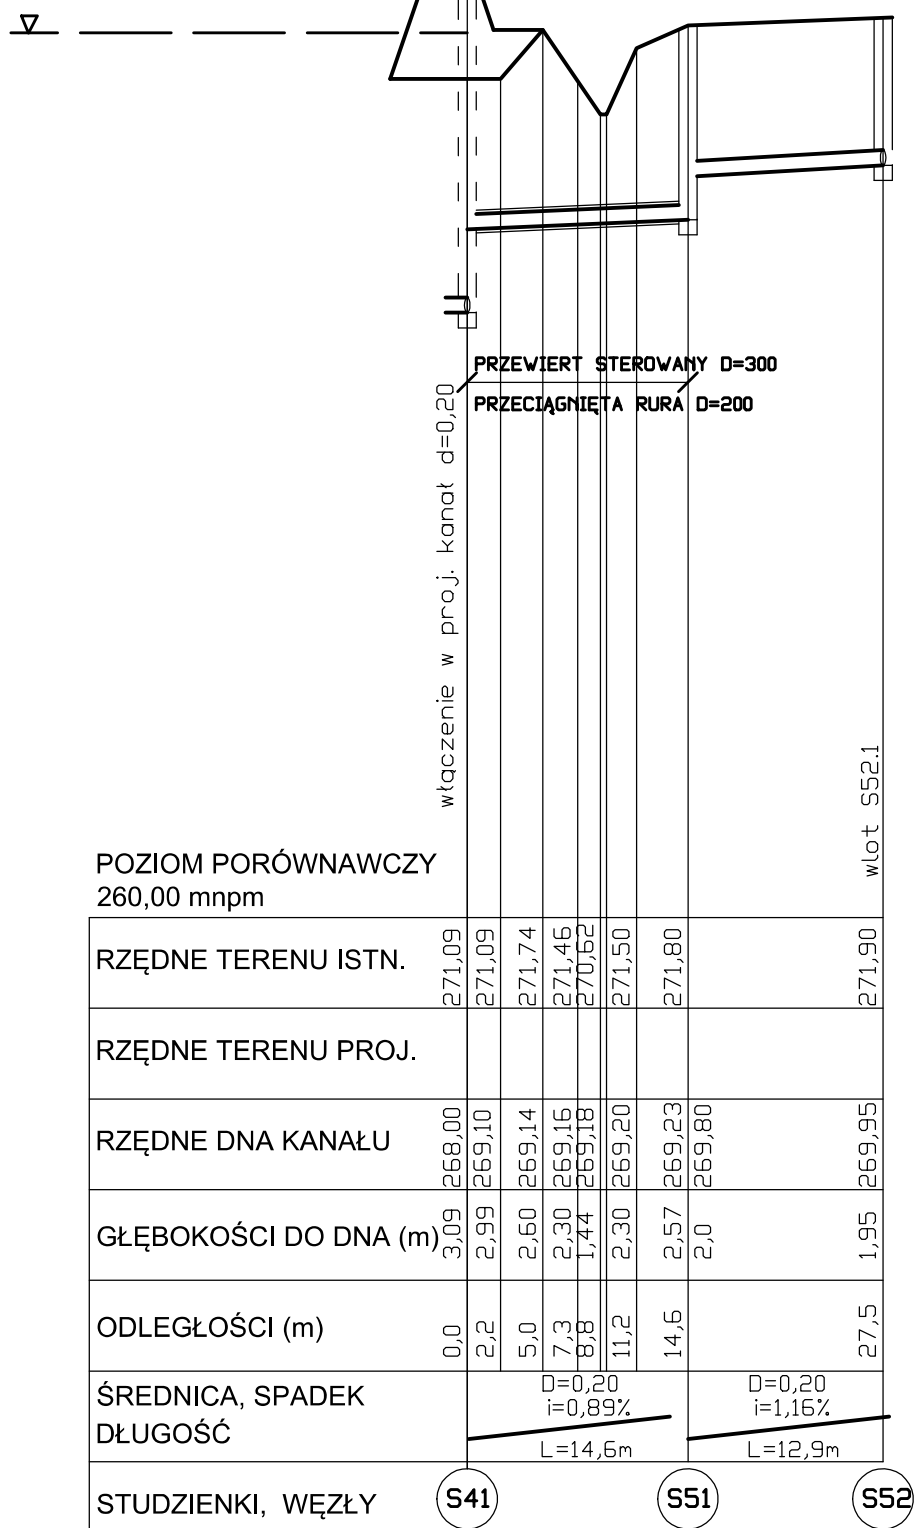 PRZEWIERT STEROWANY D=300
PRZECIĄGNIĘTA RURA D=200
włączenie w proj. kanał d=0,20
wlot S52.1
POZIOM PORÓWNAWCZY
260,00 mnpm
RZĘDNE TERENU ISTN. 271,09 271,09 271,74 271,46 270,62 271,50 271,80 271,90
RZĘDNE TERENU PROJ.
RZĘDNE DNA KANAŁU 268,00 269,10 269,14 269,16 269,18 269,20 269,23 269,80 269,95
GŁĘBOKOŚCI DO DNA (m) 3,09 2,99 2,60 2,30 1,44 2,30 2,57 2,0 1,95
ODLEGŁOŚCI (m) 0,0 2,2 5,0 7,3 8,8 11,2 14,6 27,5
ŚREDNICA, SPADEK
DŁUGOŚĆ
D=0,20
i=0,89%
L=14,6m
D=0,20
i=1,16%
L=12,9m
STUDZIENKI, WĘZŁY S41 S51 S52